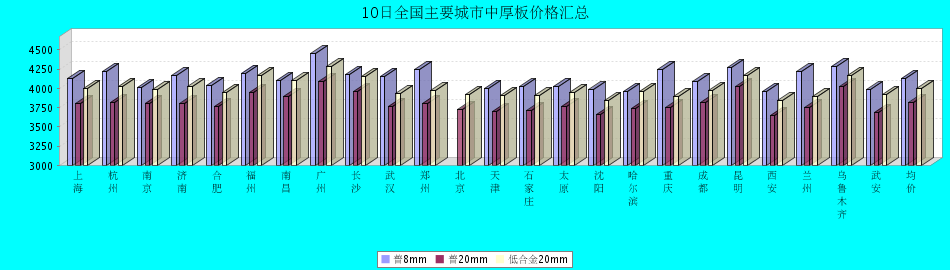 10日全国主要城市中厚板价格汇总
4500
4250
4000
3750
3500
3250
3000
上海
杭州
南京
济南
合肥
福州
南昌
广州
长沙
武汉
郑州
北京
天津
石家庄
太原
沈阳
哈尔滨
重庆
成都
昆明
西安
兰州
乌鲁木齐
武安
均价
普8mm 普20mm 低合金20mm